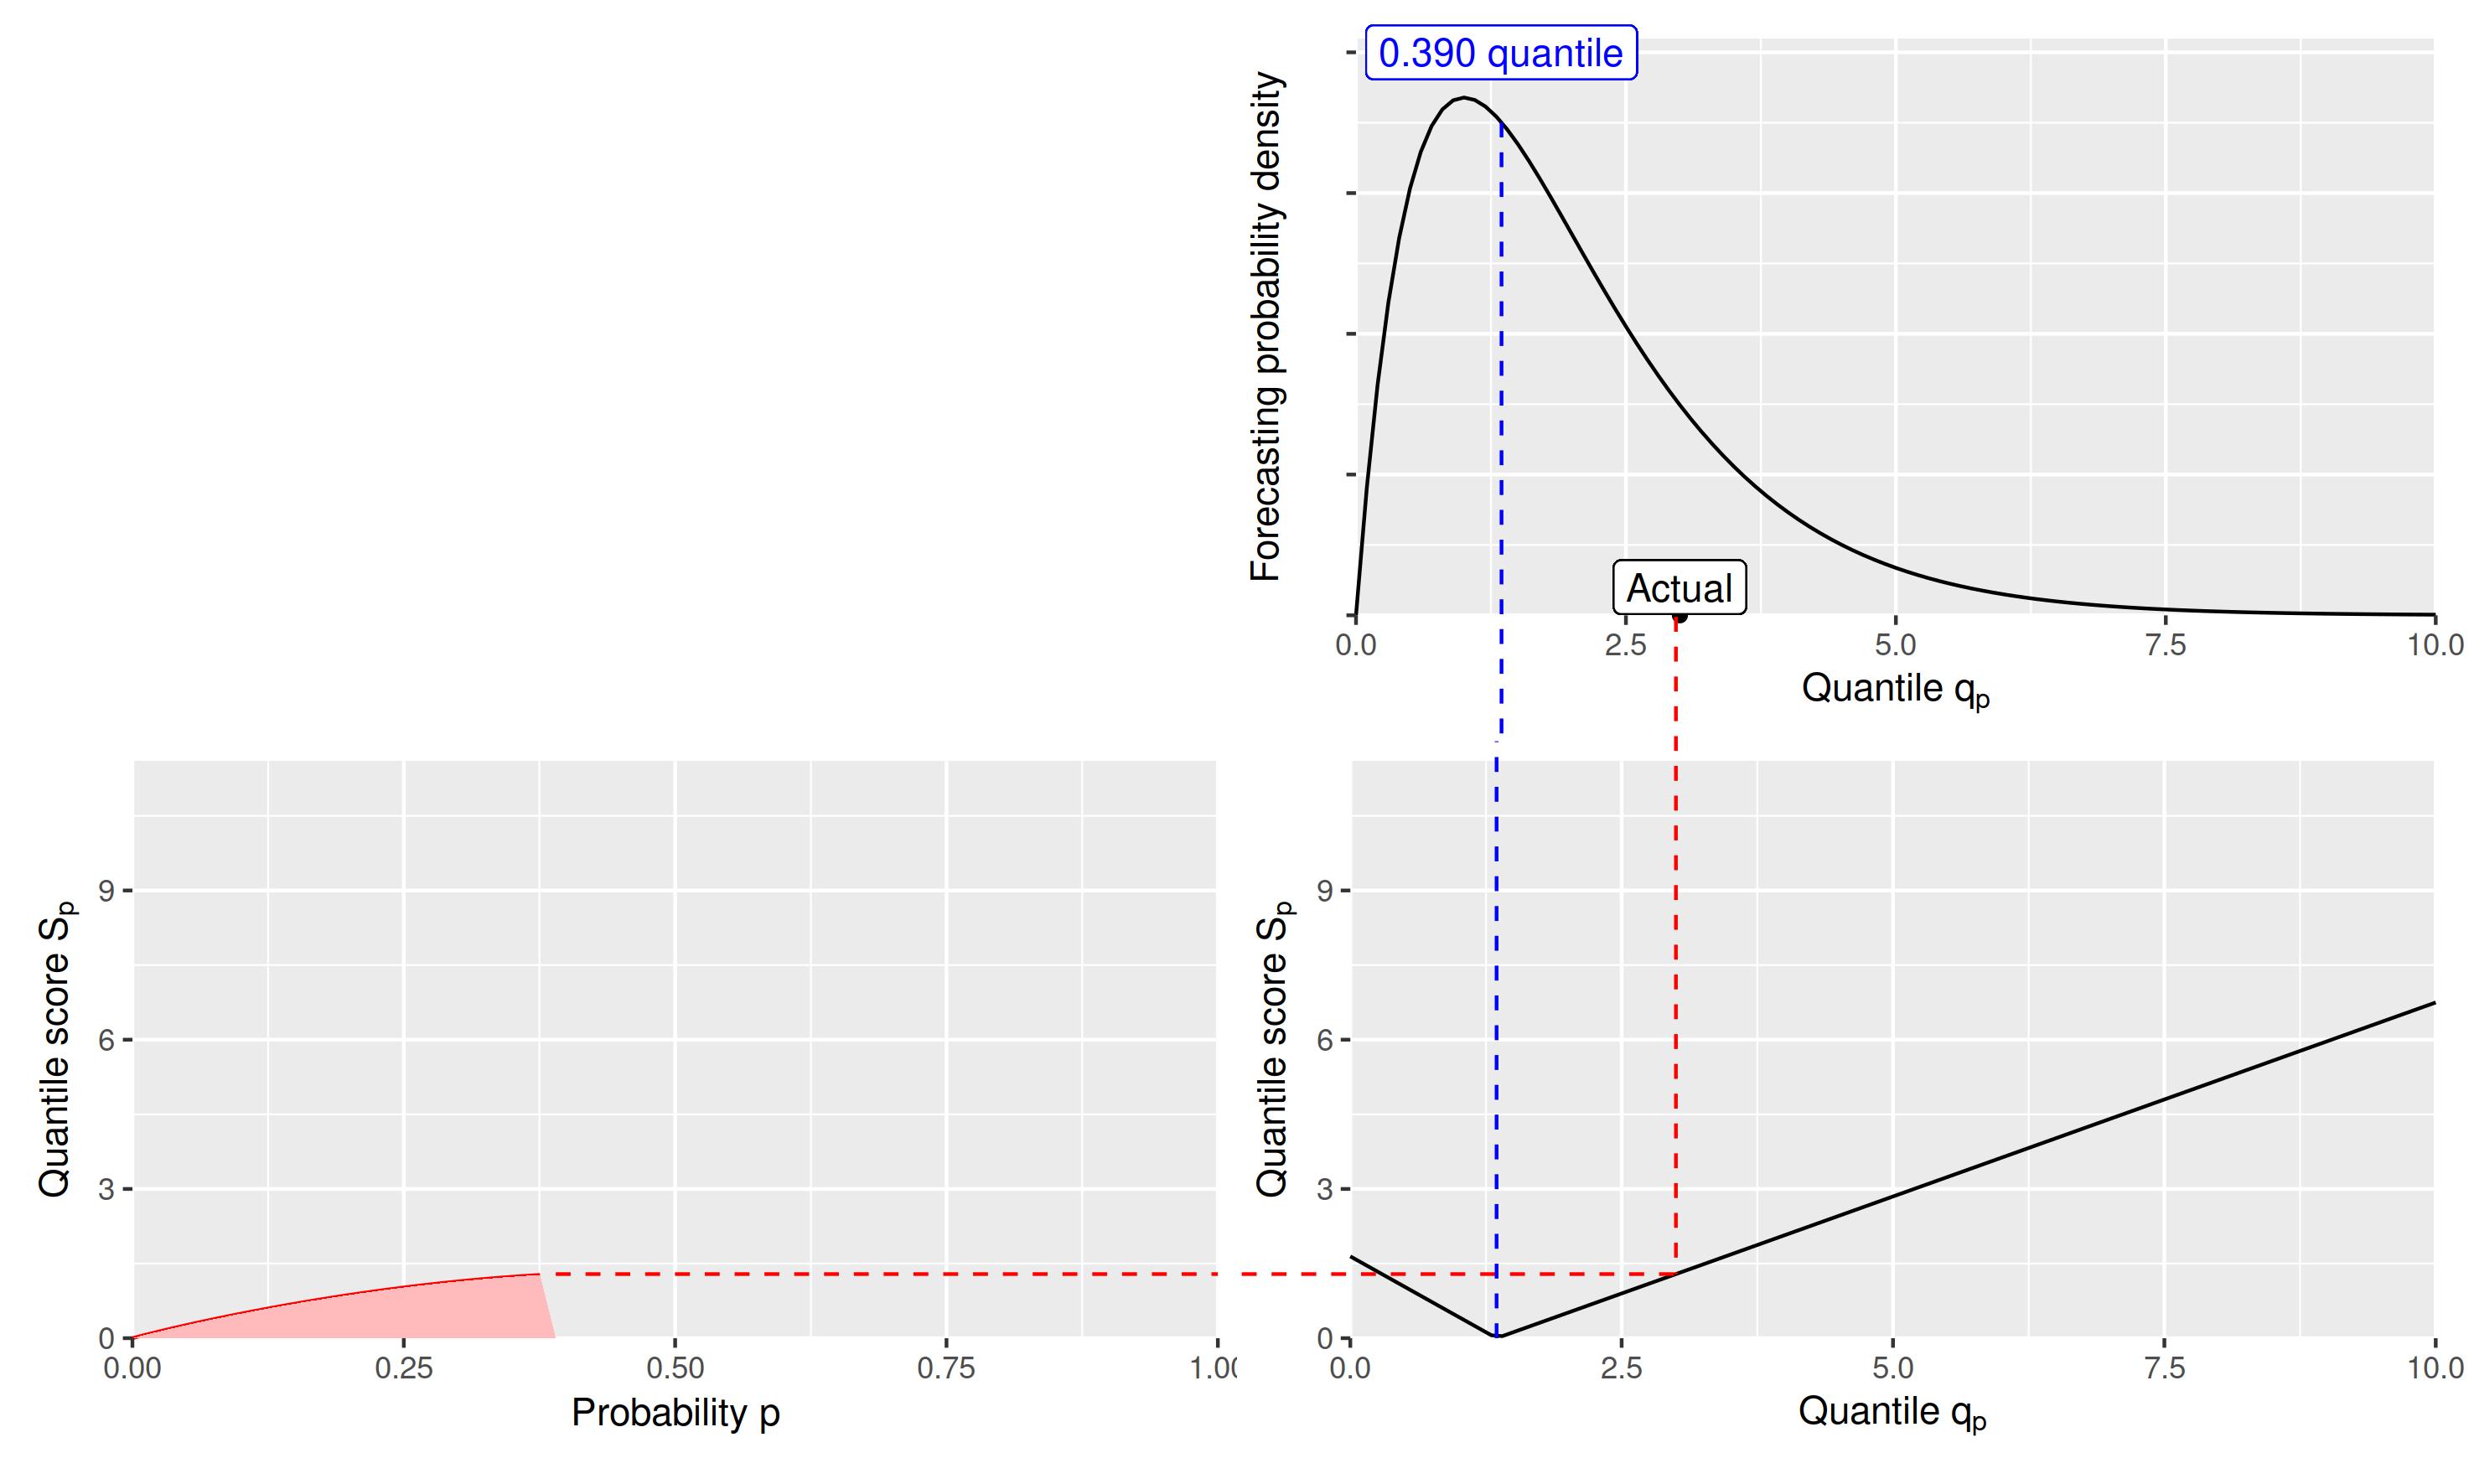 0.390 quantile
Forecasting probability density
Actual
0.0 2.5 5.0 7.5 10.0
Quantile qp
Quantile score Sp
9
6
3
0
0.00 0.25 0.50 0.75 1.0
Probability p
Quantile score Sp
9
6
3
0
0.0 2.5 5.0 7.5 10.0
Quantile qp